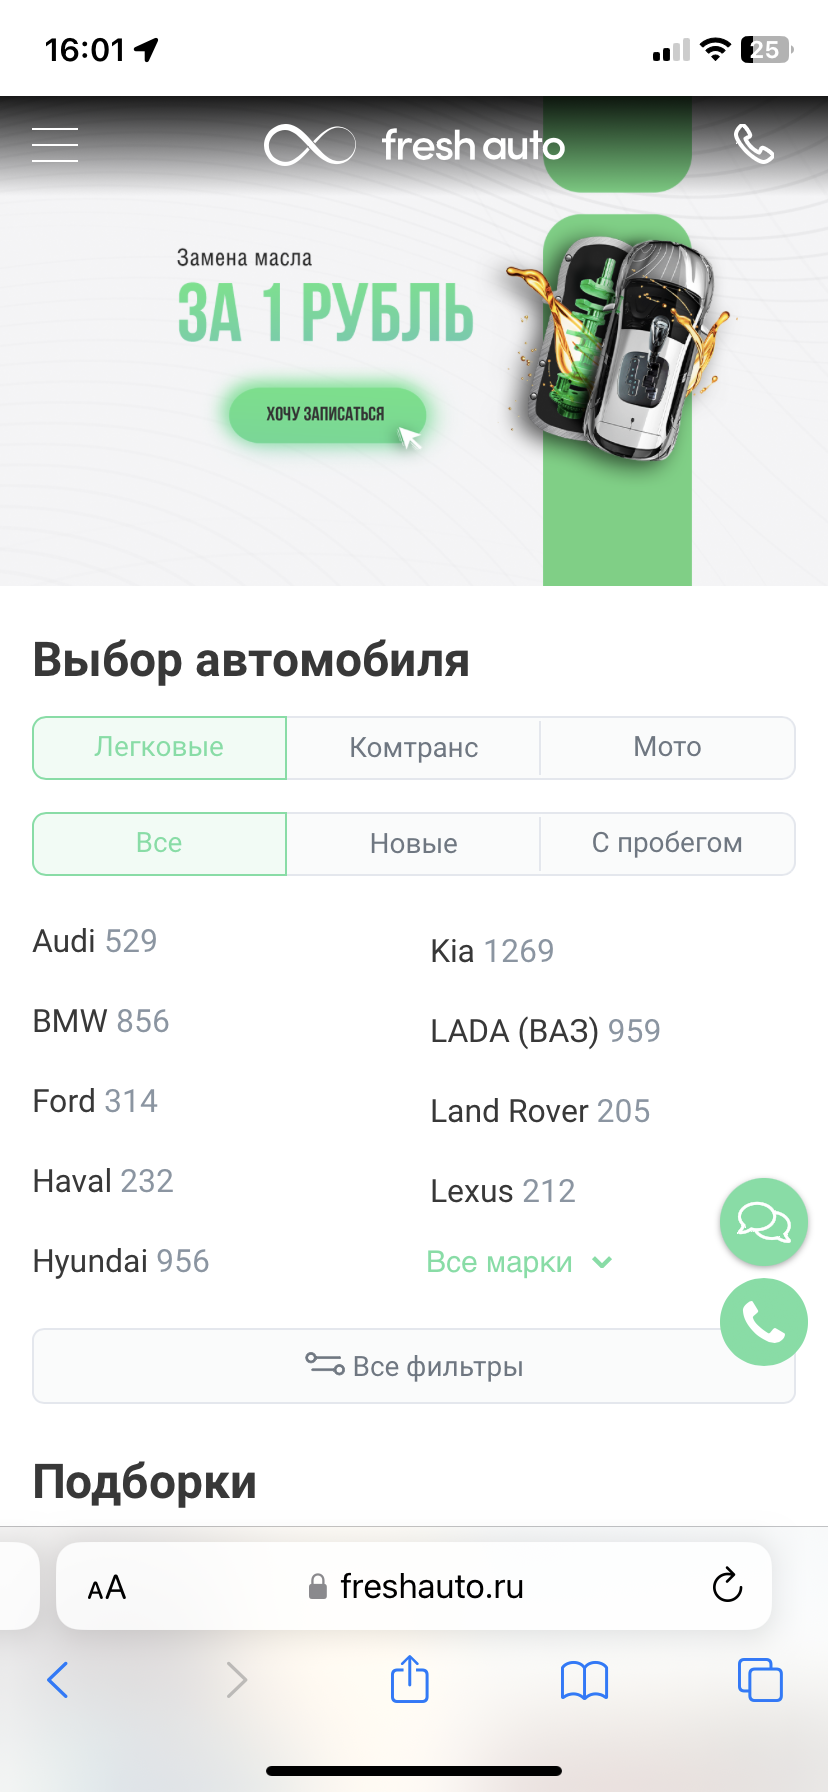 16:01
25
fresh auto
Замена масла
ЗА 1 РУБЛЬ
ХОЧУ ЗАПИСАТЬСЯ
Выбор автомобиля
Легковые
Комтранс
Мото
Все
Новые
С пробегом
Audi 529
BMW 856
Ford 314
Haval 232
Hyundai 956
Kia 1269
LADA (ВАЗ) 959
Land Rover 205
Lexus 212
Все марки
Все фильтры
Подборки
AA
freshauto.ru